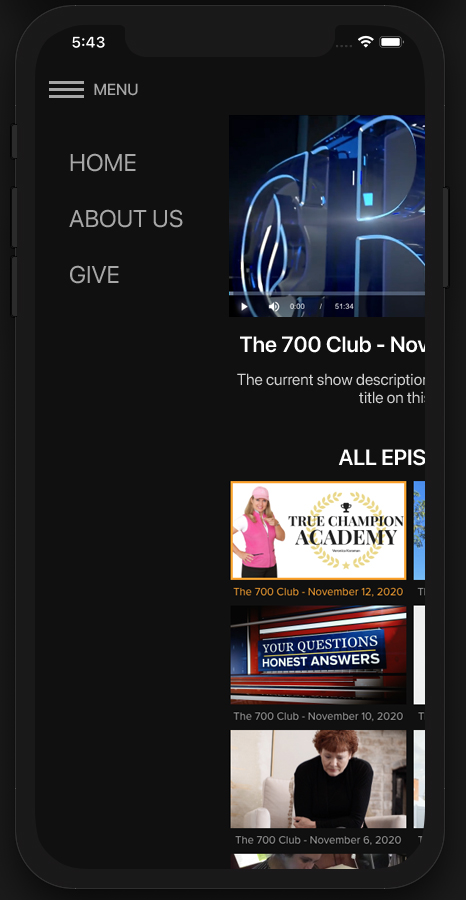 5:43
MENU
HOME
ABOUT US
GIVE
R
0:00 / 51:34
The 700 Club - Nov
The current show description
title on this
ALL EPIS
TRUE CHAMPION
ACADEMY
The 700 Club - November 12, 2020
YOUR QUESTIONS
HONEST ANSWERS
The 700 Club - November 10, 2020
The 700 Club - November 6, 2020